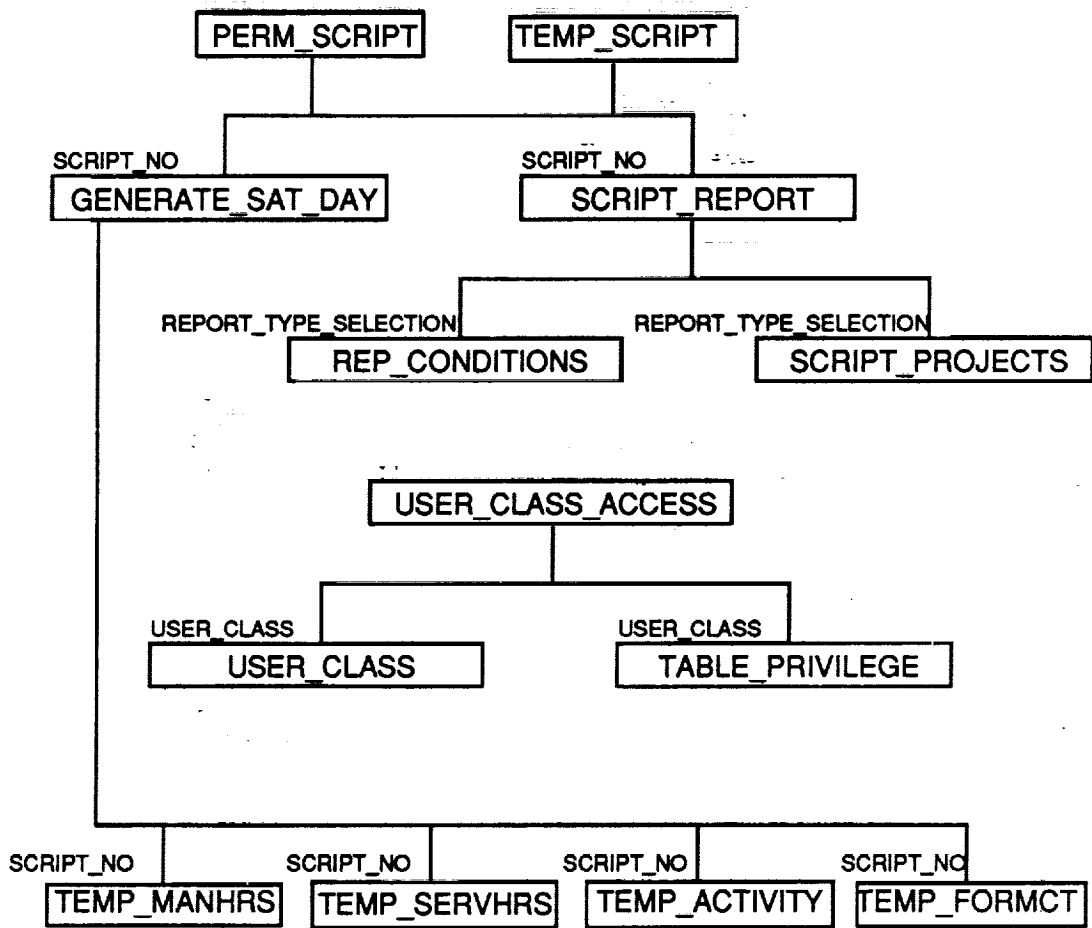 PERM_SCRIPT
TEMP_SCRIPT
SCRIPT_NO
SCRIPT_NO
GENERATE_SAT_DAY
SCRIPT_REPORT
REPORT_TYPE_SELECTION
REPORT_TYPE_SELECTION
REP_CONDITIONS
SCRIPT_PROJECTS
USER_CLASS_ACCESS
USER_CLASS
USER_CLASS
USER_CLASS
TABLE_PRIVILEGE
SCRIPT_NO
SCRIPT_NO
SCRIPT_NO
SCRIPT_NO
TEMP_MANHRS
TEMP_SERVHRS
TEMP_ACTIVITY
TEMP_FORMCT